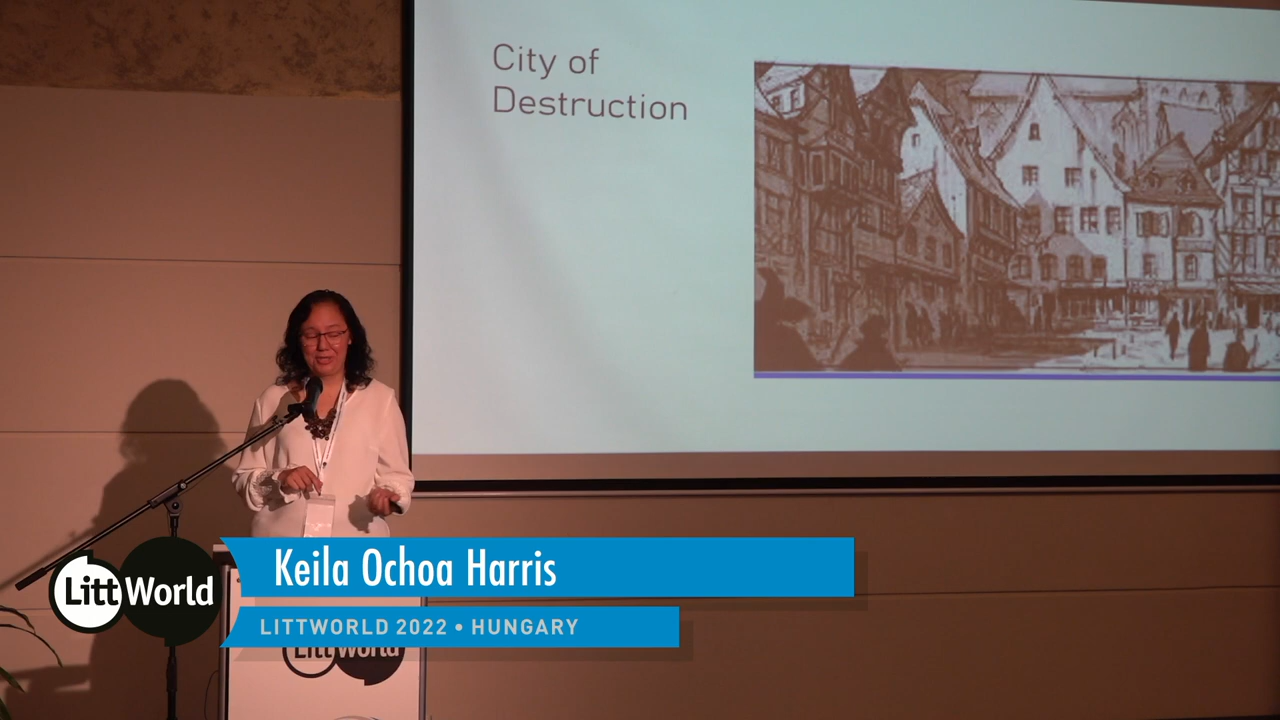 City of
Destruction
Keila Ochoa Harris
LittWorld
LITTWORLD 2022 • HUNGARY
LittWorld